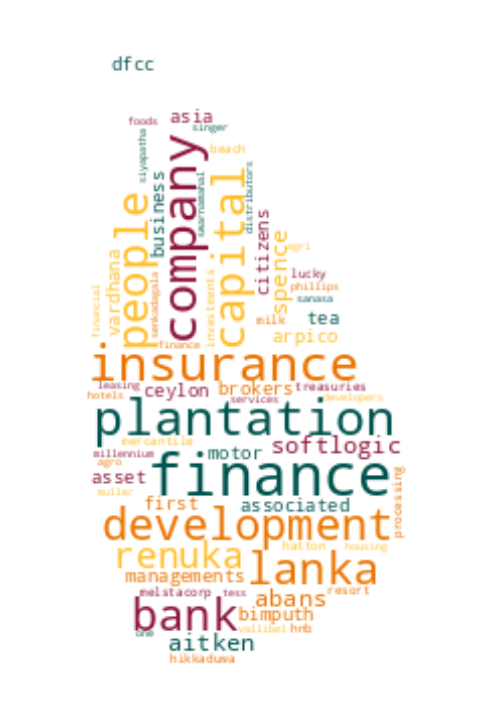 dfcc
foods
asia
singer
siyapatha
beach
company
business
swarnamahal
capital
distributors
people
citizens
spence
agri
vardhana
senkadagala
investments
lucky
phillips
sanasa
financial
milk
tea
arpico
finance
insurance
leasing
hotels
ceylon
brokers
treasuries
services
developers
plantation
mercantile
softlogic
millennium
motor
agro
finance
asset
muller
processing
first
associated
development
renuka
hatton
housing
lanka
managements
melstacorp
tess
resort
abans
bank
bimputh
vallibel
hnb
one
aitken
hikkaduwa